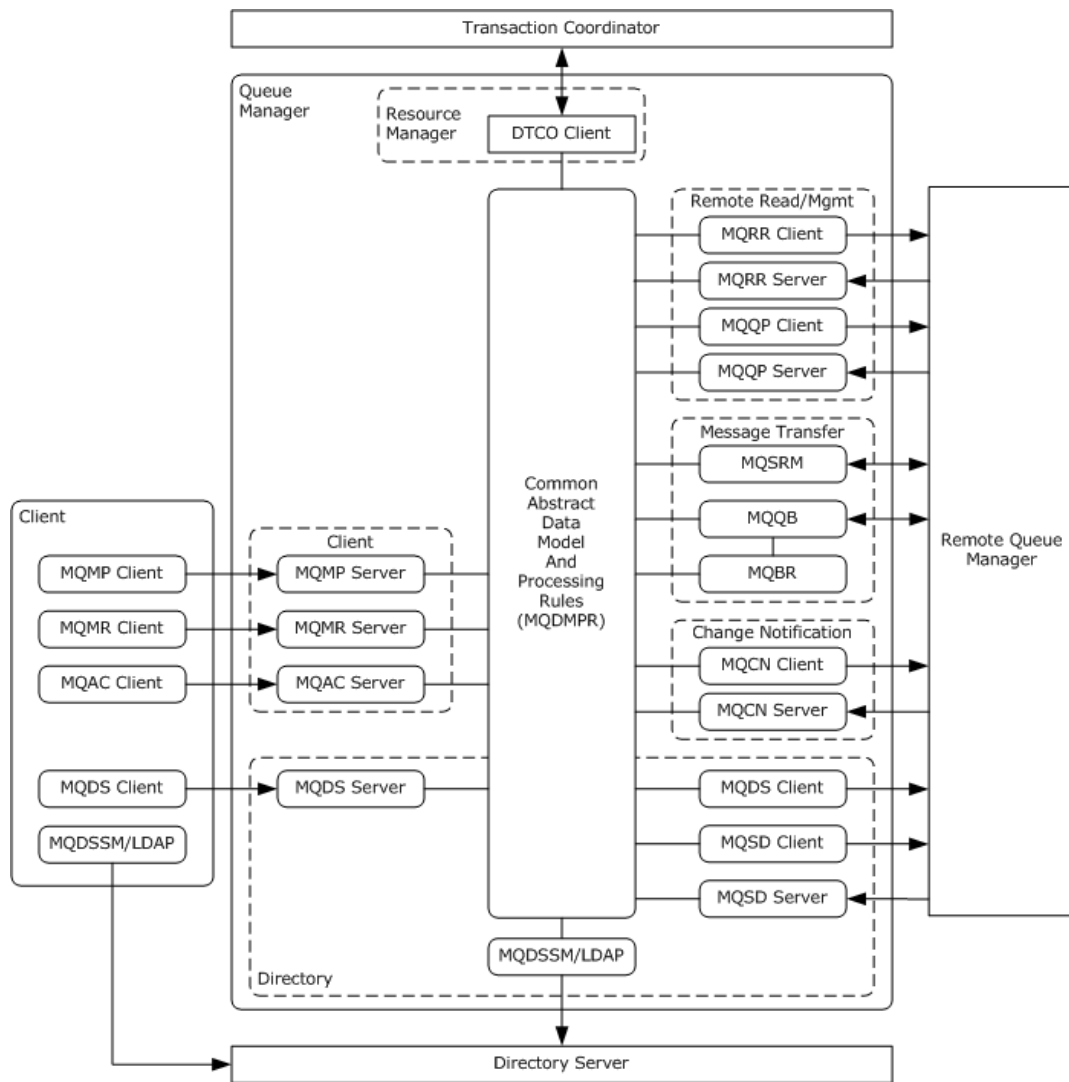 Transaction Coordinator
Queue
Manager
Resource
Manager
DTCO Client
Remote Read/Mgmt
MQRR Client
MQRR Server
MQQP Client
MQQP Server
Message Transfer
MQSRM
MQQB
MQBR
Change Notification
MQCN Client
MQCN Server
Common
Abstract
Data
Model
And
Processing
Rules
(MQDMPR)
Remote Queue
Manager
Client
MQMP Client
MQMR Client
MQAC Client
MQDS Client
MQDSSM/LDAP
Client
MQMP Server
MQMR Server
MQAC Server
MQDS Server
MQDS Client
MQSD Client
MQSD Server
MQDSSM/LDAP
Directory
Directory Server